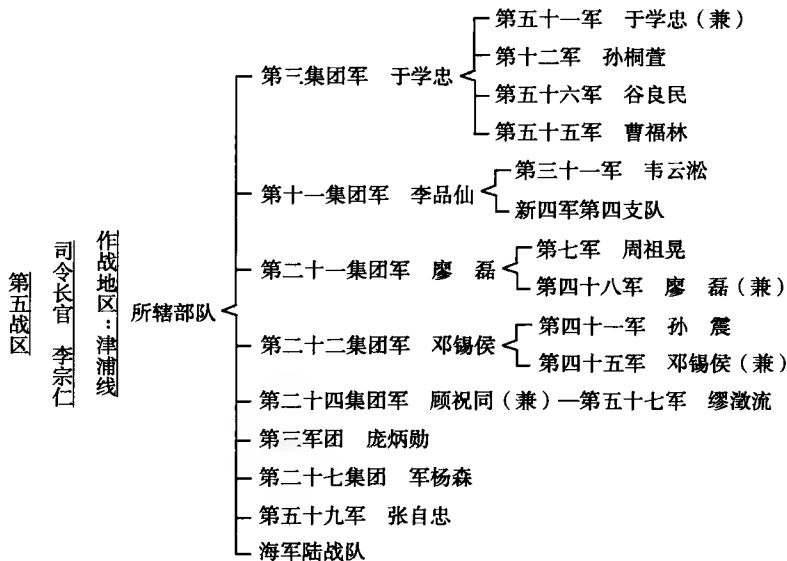 第五战区
司令长官 李宗仁
作战地区：津浦线
所辖部队
第三集团军 于学忠
第五十一军 于学忠（兼）
第十二军 孙桐萱
第五十六军 谷良民
第五十五军 曹福林
第十一集团军 李品仙
第三十一军 韦云淞
新四军第四支队
第二十一集团军 廖 磊
第七军 周祖晃
第四十八军 廖 磊（兼）
第二十二集团军 邓锡侯
第四十一军 孙 震
第四十五军 邓锡侯（兼）
第二十四集团军 顾祝同（兼）—第五十七军 缪澂流
第三军团 庞炳勋
第二十七集团 军杨森
第五十九军 张自忠
海军陆战队